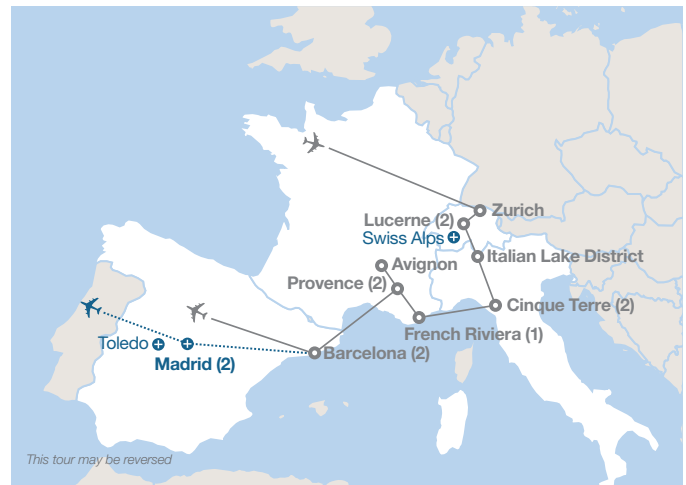 Zurich
Lucerne (2)
Swiss Alps
Italian Lake District
Avignon
Provence (2)
Cinque Terre (2)
French Riviera (1)
Toledo
Madrid (2)
Barcelona (2)
This tour may be reversed